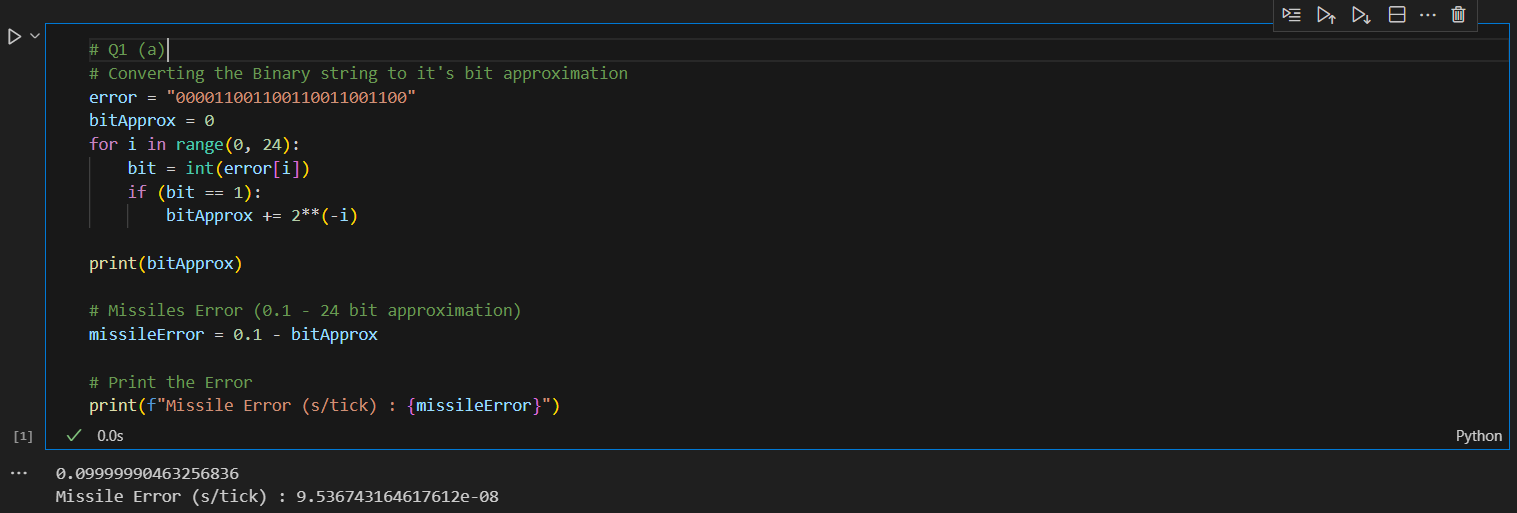 # Q1 (a)
# Converting the Binary string to it's bit approximation
error = "000011001100110011001100"
bitApprox = 0
for i in range(0, 24):
    bit = int(error[i])
    if (bit == 1):
        bitApprox += 2**(-i)
print(bitApprox)
# Missiles Error (0.1 - 24 bit approximation)
missileError = 0.1 - bitApprox
# Print the Error
print(f"Missile Error (s/tick) : {missileError}")
[1]
0.0s
Python
0.09999990463256836
Missile Error (s/tick) : 9.536743164617612e-08